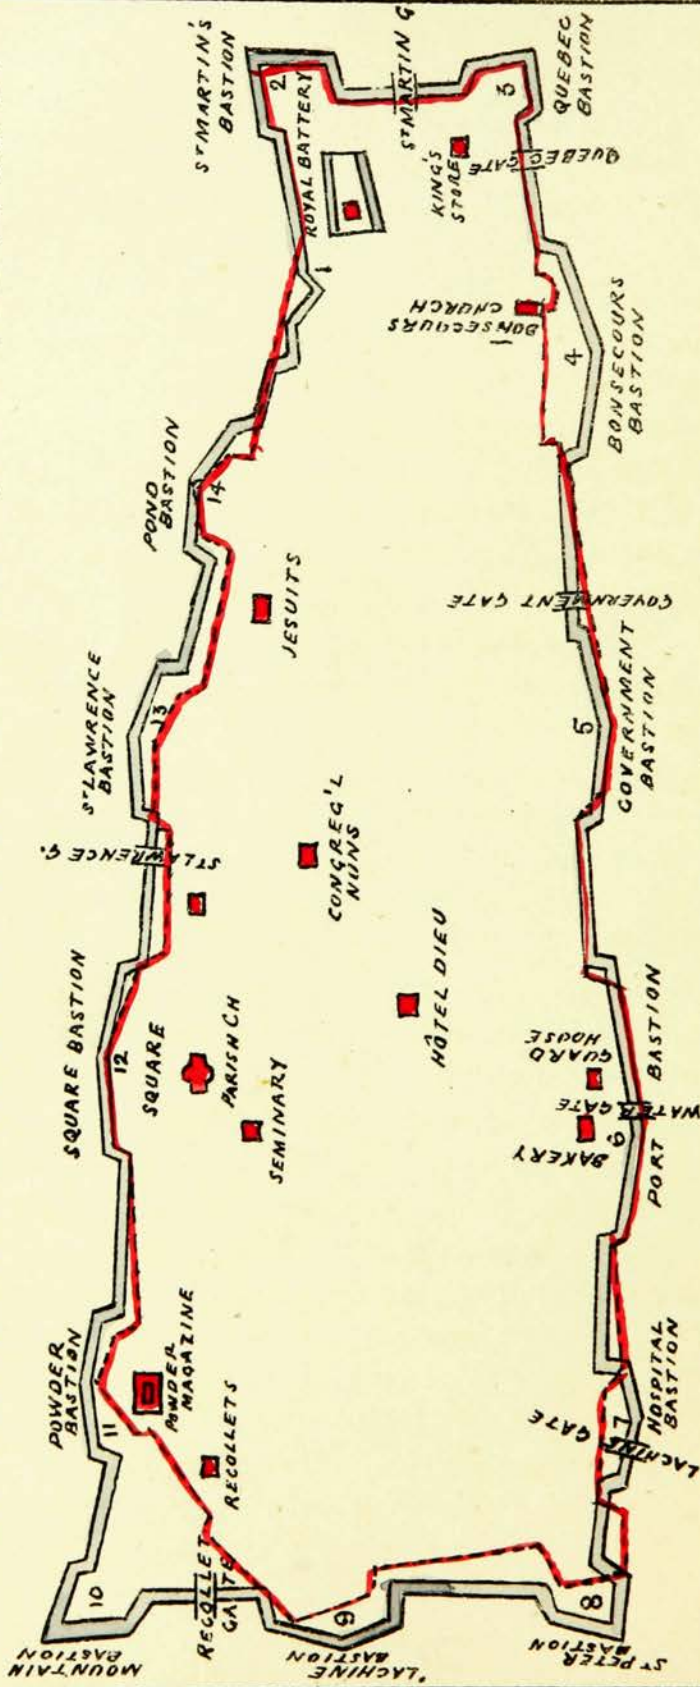 ST MARTIN'S
BASTION
2
ROYAL BATTERY
ST MARTIN G
3
QUEBEC
BASTION
KING'S
STORE
QUEBEC GATE
1
BONSECOURS
CHURCH
4
BONSECOURS
BASTION
POND
BASTION
14
JESUITS
GOVERNMENT GATE
ST LAWRENCE
BASTION
13
5
GOVERNMENT
BASTION
ST LAWRENCE G.
CONGREG'L
NUNS
SQUARE BASTION
12
SQUARE
PARISH CH
SEMINARY
HÔTEL DIEU
GUARD
HOUSE
WATER GATE
BAKERY
6
PORT BASTION
POWDER
BASTION
11
POWDER
MAGAZINE
RECOLLETS
HOSPITAL
BASTION
7
LACHINE
GATE
10
MOUNTAIN
BASTION
RECOLLET
GATE
9
LACHINE
BASTION
8
ST PETER
BASTION